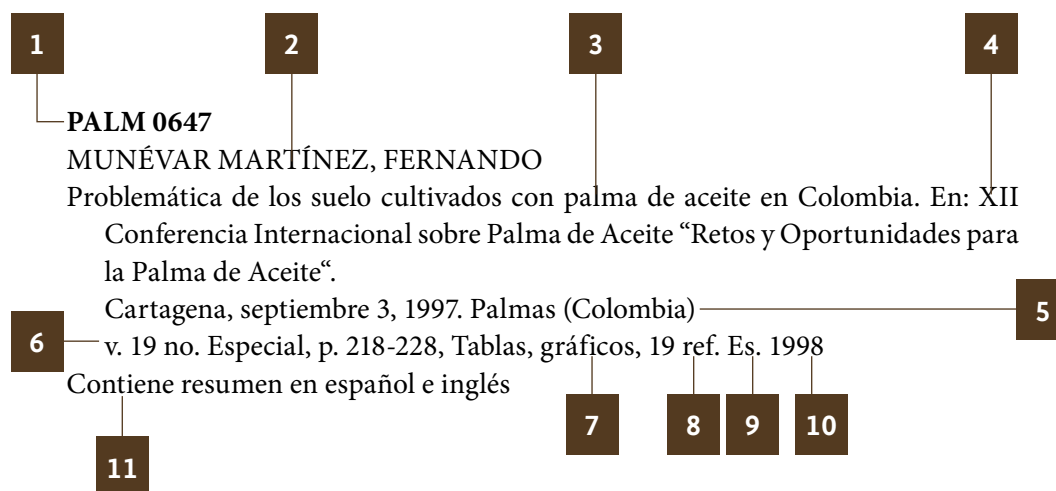 1 2 3 4
PALM 0647
MUNÉVAR MARTÍNEZ, FERNANDO
Problemática de los suelo cultivados con palma de aceite en Colombia. En: XII
Conferencia Internacional sobre Palma de Aceite “Retos y Oportunidades para
la Palma de Aceite“.
Cartagena, septiembre 3, 1997. Palmas (Colombia)
5
6
v. 19 no. Especial, p. 218-228, Tablas, gráficos, 19 ref. Es. 1998
Contiene resumen en español e inglés
7 8 9 10
11